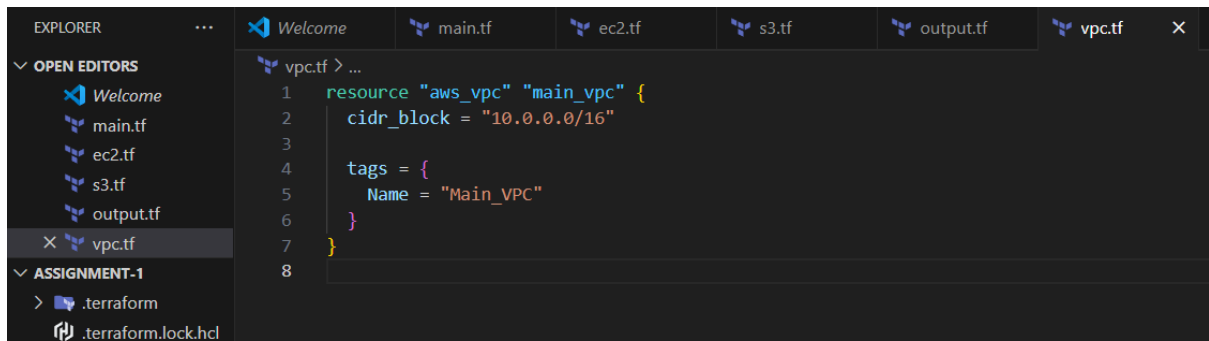 EXPLORER ...
Welcome
main.tf
ec2.tf
s3.tf
output.tf
vpc.tf ×
OPEN EDITORS
Welcome
main.tf
ec2.tf
s3.tf
output.tf
× vpc.tf
ASSIGNMENT-1
> .terraform
.terraform.lock.hcl
vpc.tf > ...
1 resource "aws_vpc" "main_vpc" {
2   cidr_block = "10.0.0.0/16"
3
4   tags = {
5     Name = "Main_VPC"
6   }
7 }
8